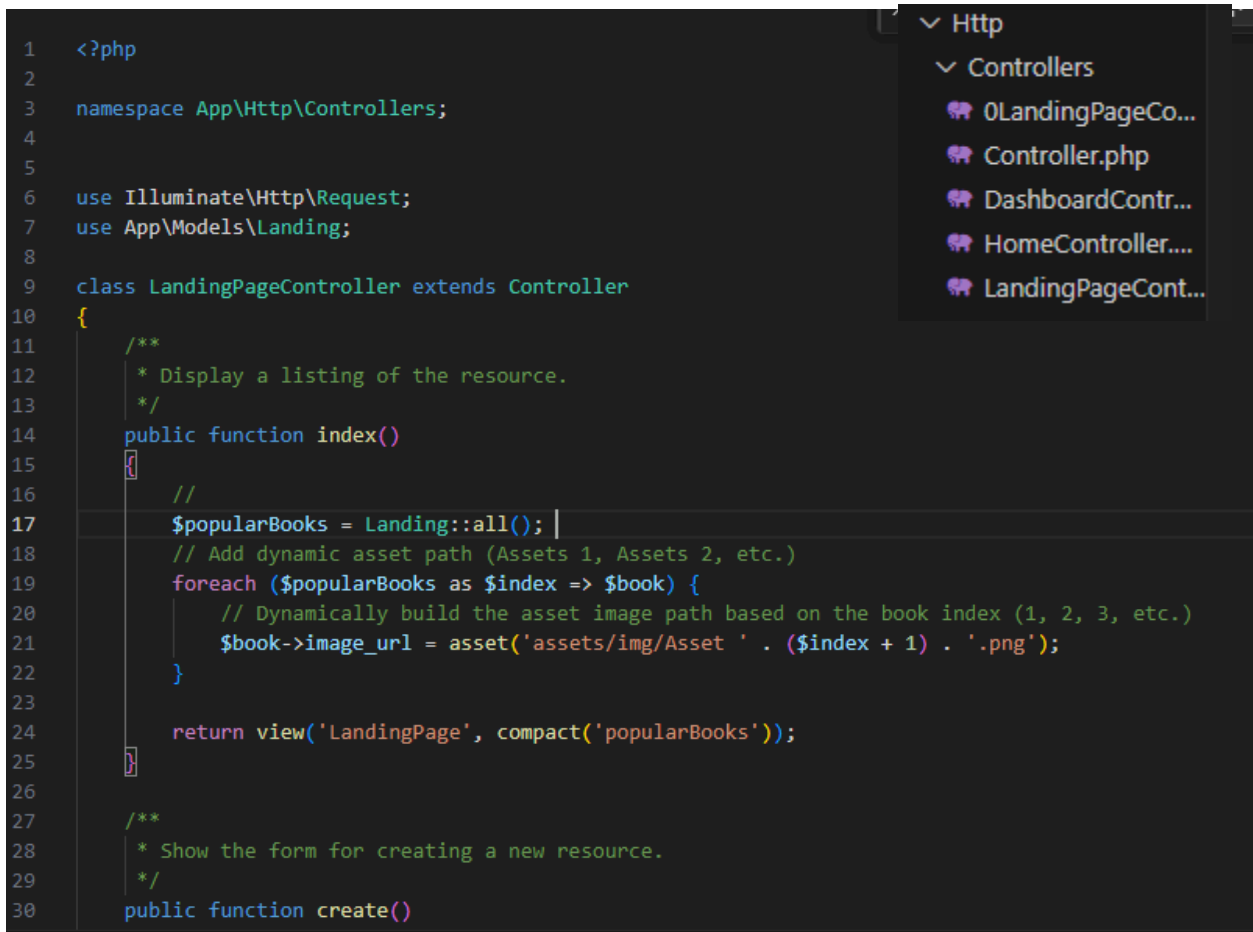 1 <?php
2
3 namespace App\Http\Controllers;
4
5
6 use Illuminate\Http\Request;
7 use App\Models\Landing;
8
9 class LandingPageController extends Controller
10 {
11 /**
12 * Display a listing of the resource.
13 */
14 public function index()
15 {
16 //
17 $popularBooks = Landing::all();
18 // Add dynamic asset path (Assets 1, Assets 2, etc.)
19 foreach ($popularBooks as $index => $book) {
20 // Dynamically build the asset image path based on the book index (1, 2, 3, etc.)
21 $book->image_url = asset('assets/img/Asset ' . ($index + 1) . '.png');
22 }
23
24 return view('LandingPage', compact('popularBooks'));
25 }
26
27 /**
28 * Show the form for creating a new resource.
29 */
30 public function create()
Http
Controllers
0LandingPageCo...
Controller.php
DashboardContr...
HomeController....
LandingPageCont...